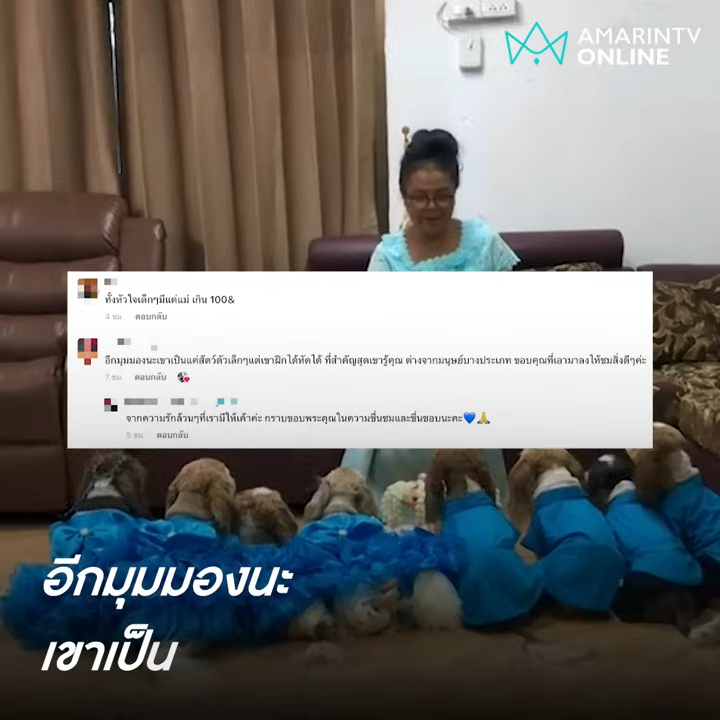 AMARINTV
ONLINE
ทั้งหัวใจเด็กๆมีแต่แม่ เกิน 100&
4 ชม. ตอบกลับ
อีกมุมมองนะเขาเป็นแค่สัตว์ตัวเล็กๆแต่เขาฝึกได้หัดได้ ที่สำคัญสุดเขารู้คุณ ต่างจากมนุษย์บางประเภท ขอบคุณที่เอามาลงให้ชมสิ่งดีๆค่ะ
7 ชม. ตอบกลับ
จากความรักล้วนๆที่เรามีให้เค้าค่ะ กราบขอบพระคุณในความชื่นชมและชื่นชอบนะคะ💙🙏
5 ชม. ตอบกลับ
อีกมุมมองนะ
เขาเป็น